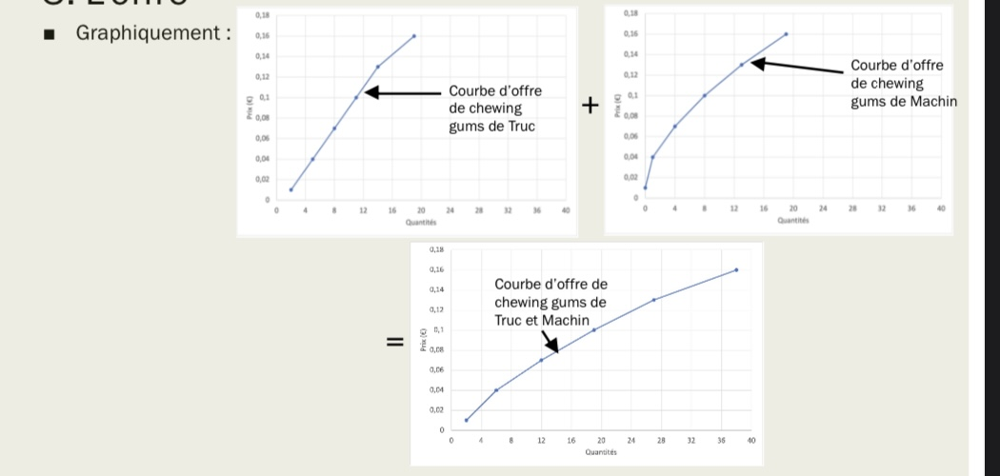 ■ Graphiquement :
0,18
0,16
0,14
0,12
0,1
0,08
0,06
0,04
0,02
0
Prix (€)
0 4 8 12 16 20 24 28 32 36 40
Quantités
Courbe d'offre
de chewing
gums de Truc
+
0,18
0,16
0,14
0,12
0,1
0,08
0,06
0,04
0,02
0
Prix (€)
0 4 8 12 16 20 24 28 32 36 40
Quantités
Courbe d'offre
de chewing
gums de Machin
=
0,18
0,16
0,14
0,12
0,1
0,08
0,06
0,04
0,02
0
Prix (€)
0 4 8 12 16 20 24 28 32 36 40
Quantités
Courbe d'offre de
chewing gums de
Truc et Machin